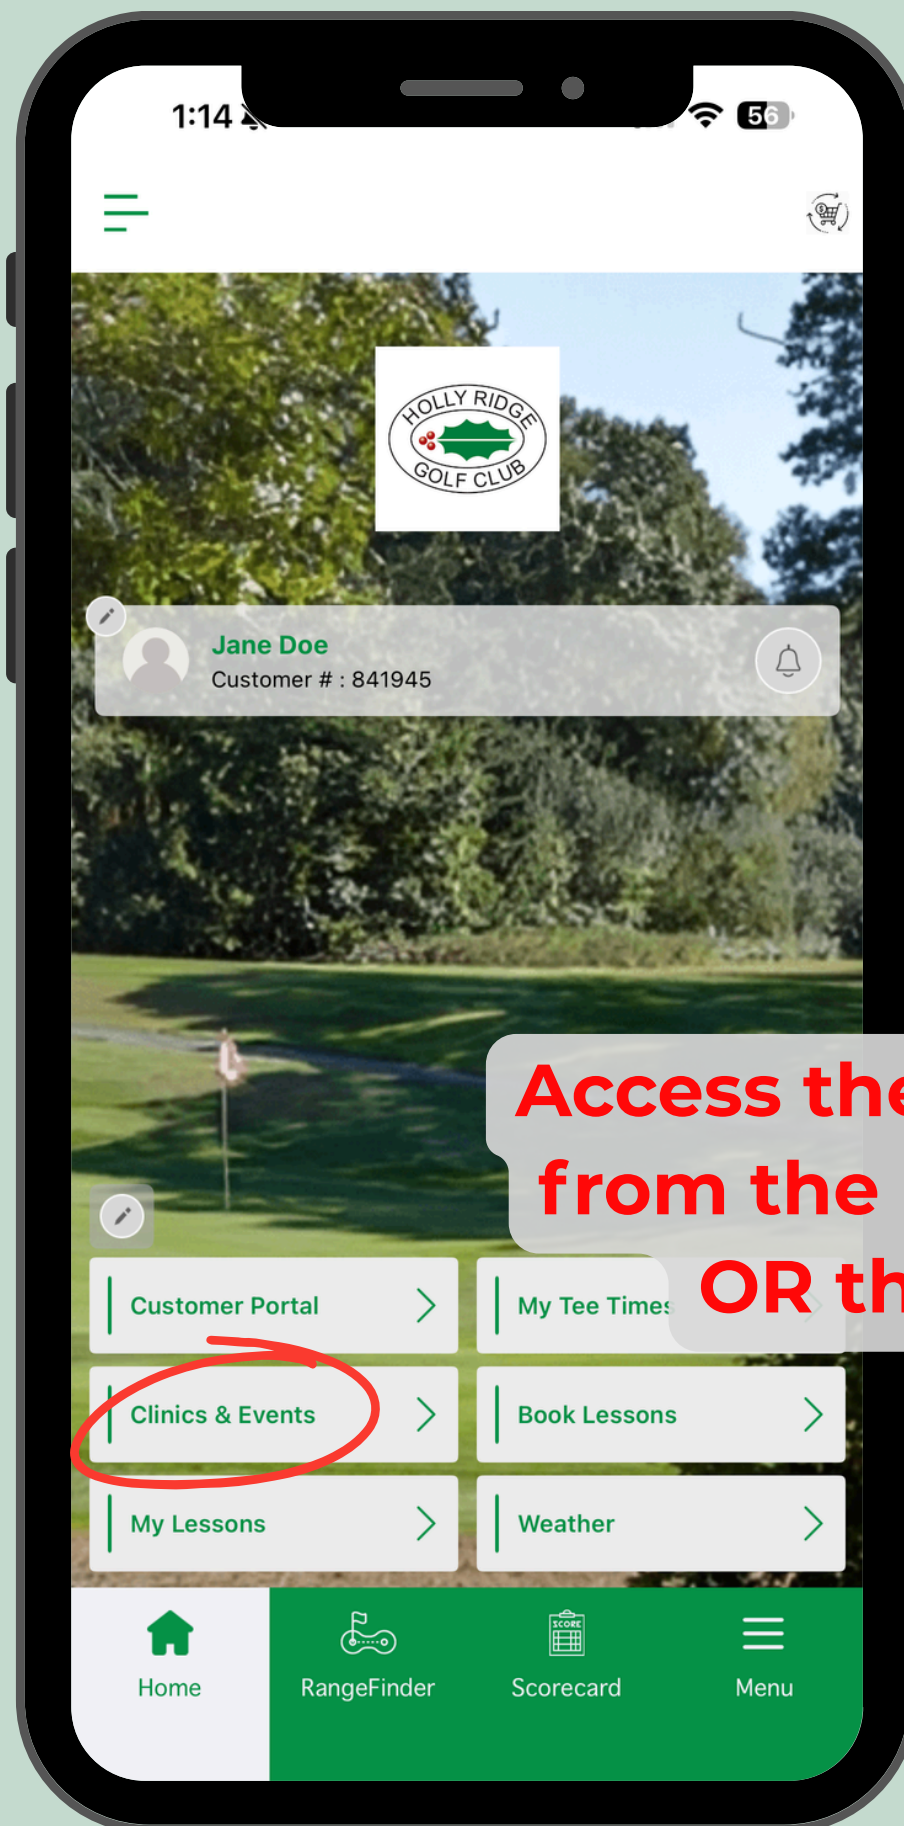 1:14
56
HOLLY RIDGE
GOLF CLUB
Jane Doe
Customer # : 841945
Access the
from the
OR th
Customer Portal
My Tee Times
Clinics & Events
Book Lessons
My Lessons
Weather
SCORE
Home
RangeFinder
Scorecard
Menu